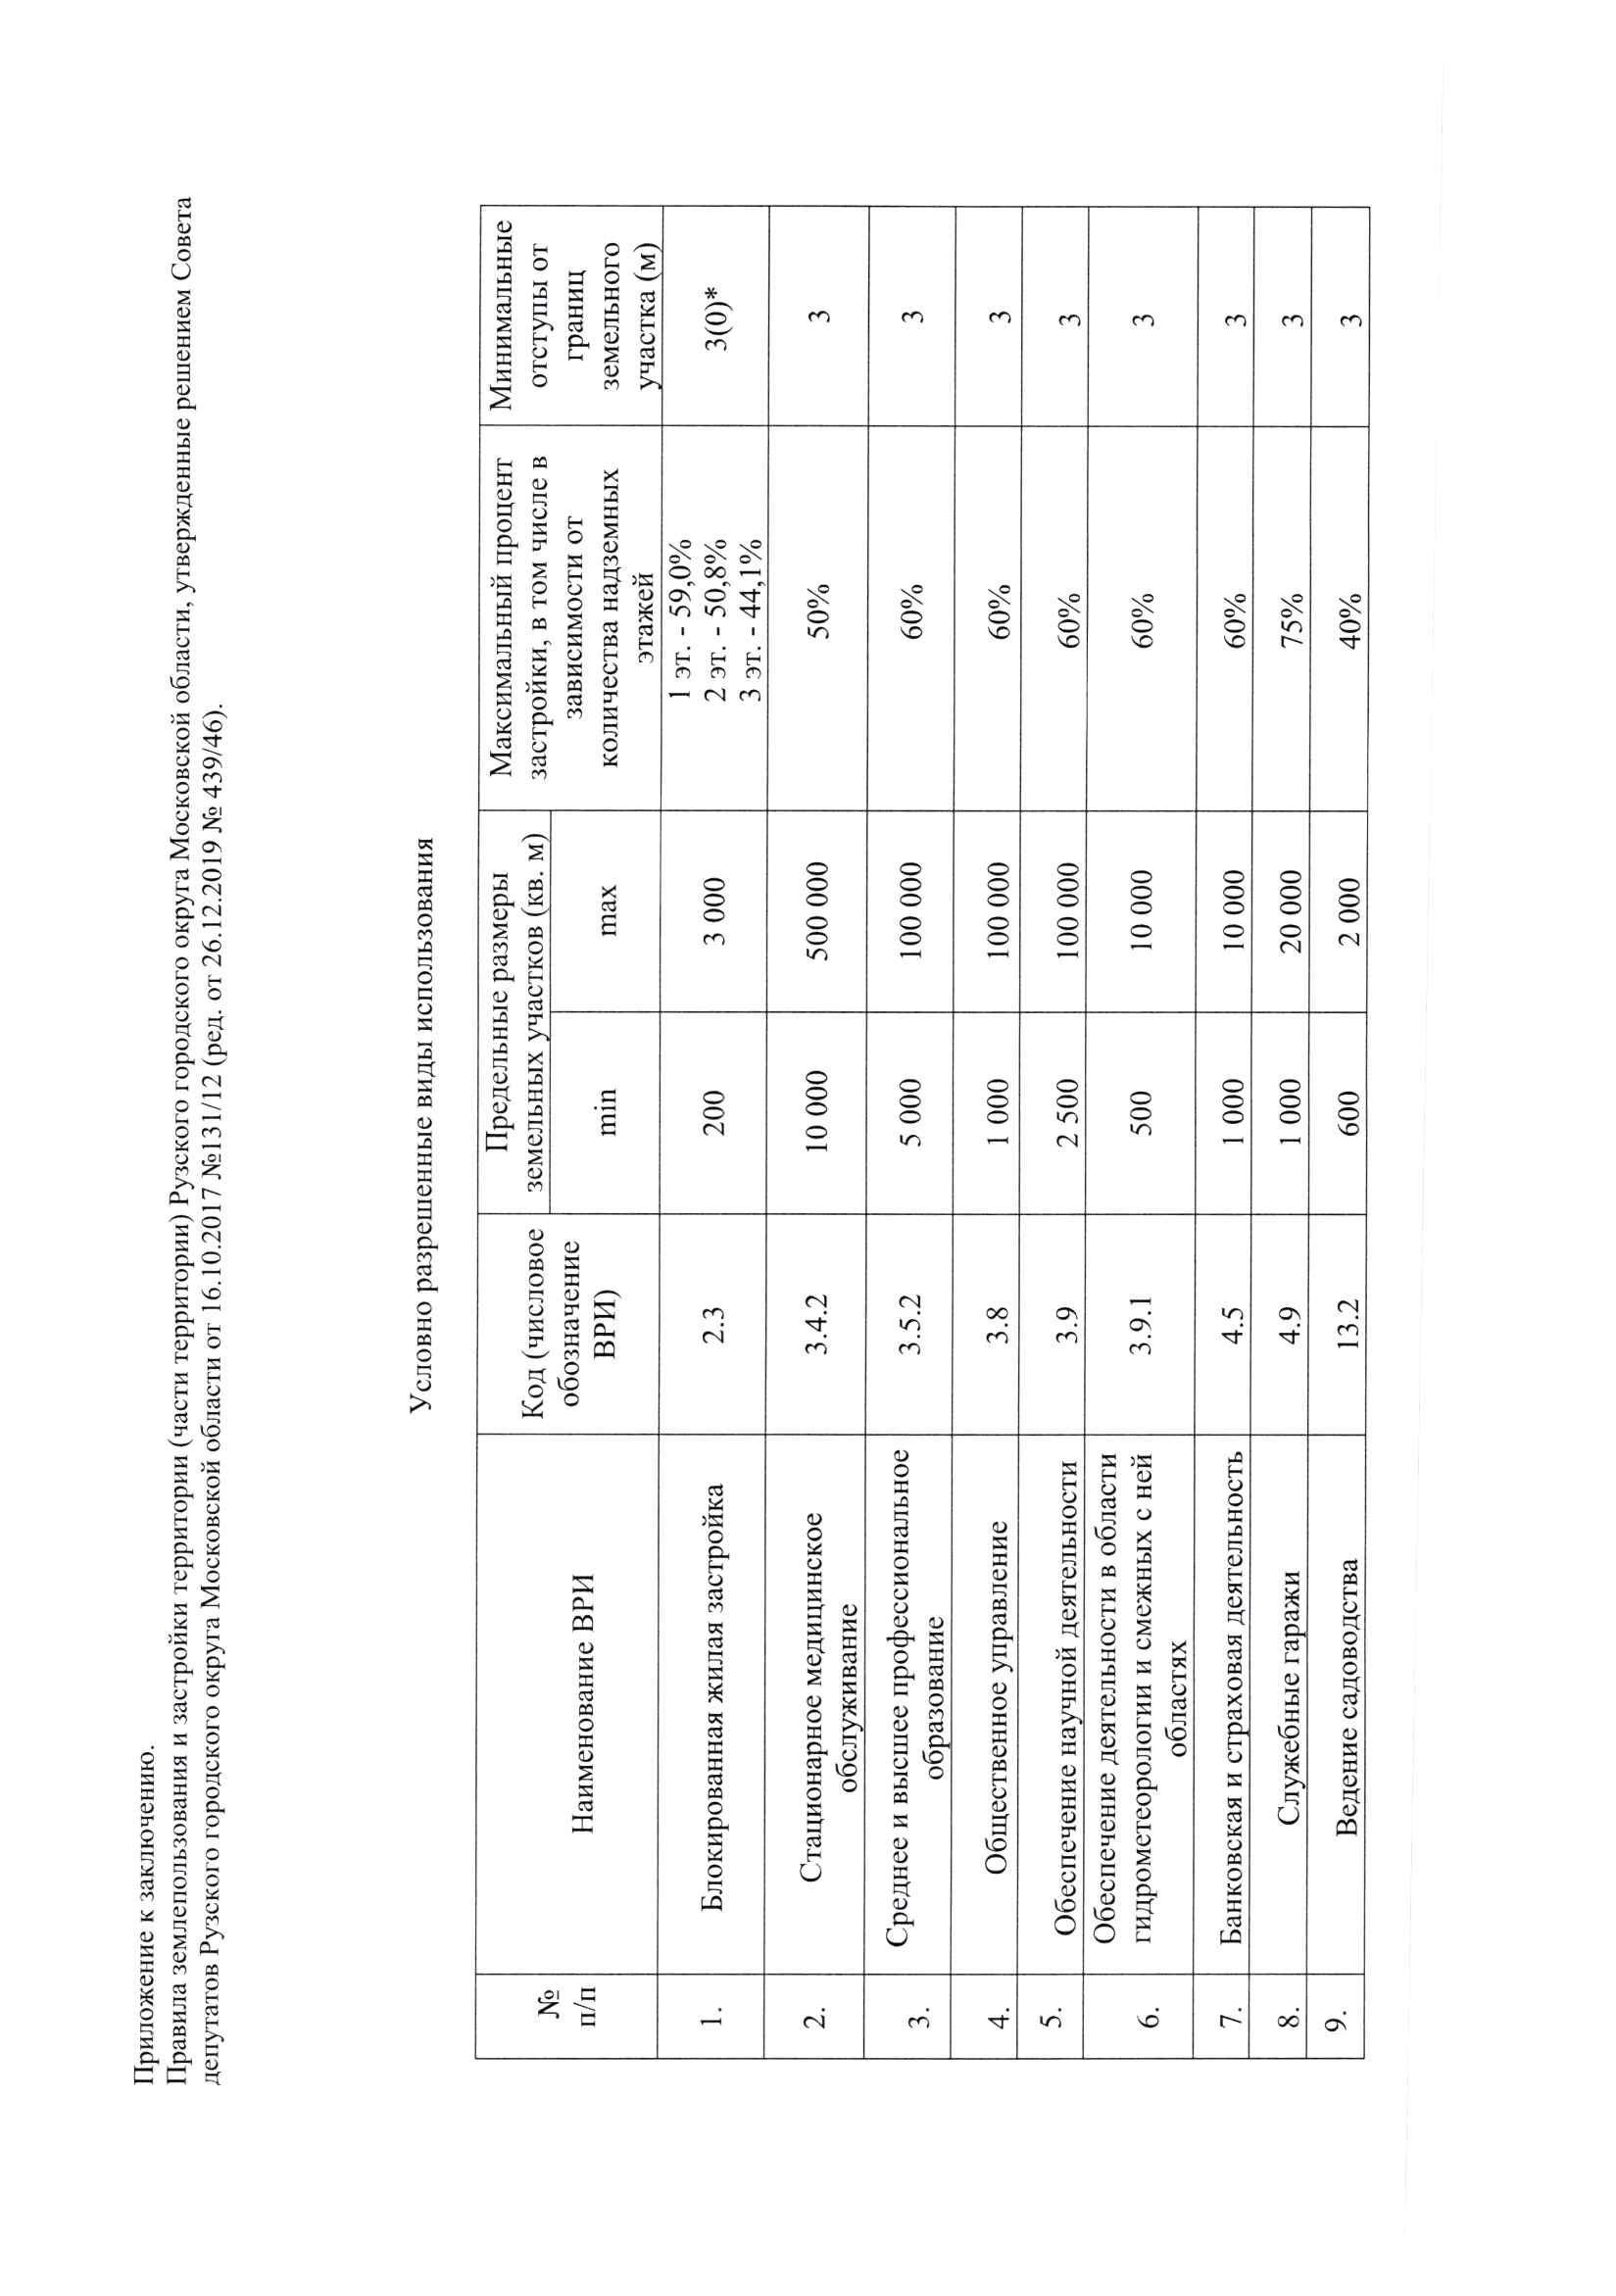 Приложение к заключению.
Правила землепользования и застройки территории (части территории) Рузского городского округа Московской области, утвержденные решением Совета
депутатов Рузского городского округа Московской области от 16.10.2017 №131/12 (ред. от 26.12.2019 № 439/46).
Условно разрешенные виды использования
№
п/п
Наименование ВРИ
Код (числовое
обозначение
ВРИ)
Предельные размеры
земельных участков (кв. м)
min
max
Максимальный процент
застройки, в том числе в
зависимости от
количества надземных
этажей
Минимальные
отступы от
границ
земельного
участка (м)
1.
Блокированная жилая застройка
2.3
200
3 000
1 эт. - 59,0%
2 эт. - 50,8%
3 эт. - 44,1%
3(0)*
2.
Стационарное медицинское
обслуживание
3.4.2
10 000
500 000
50%
3
3.
Среднее и высшее профессиональное
образование
3.5.2
5 000
100 000
60%
3
4.
Общественное управление
3.8
1 000
100 000
60%
3
5.
Обеспечение научной деятельности
3.9
2 500
100 000
60%
3
6.
Обеспечение деятельности в области
гидрометеорологии и смежных с ней
областях
3.9.1
500
10 000
60%
3
7.
Банковская и страховая деятельность
4.5
1 000
10 000
60%
3
8.
Служебные гаражи
4.9
1 000
20 000
75%
3
9.
Ведение садоводства
13.2
600
2 000
40%
3